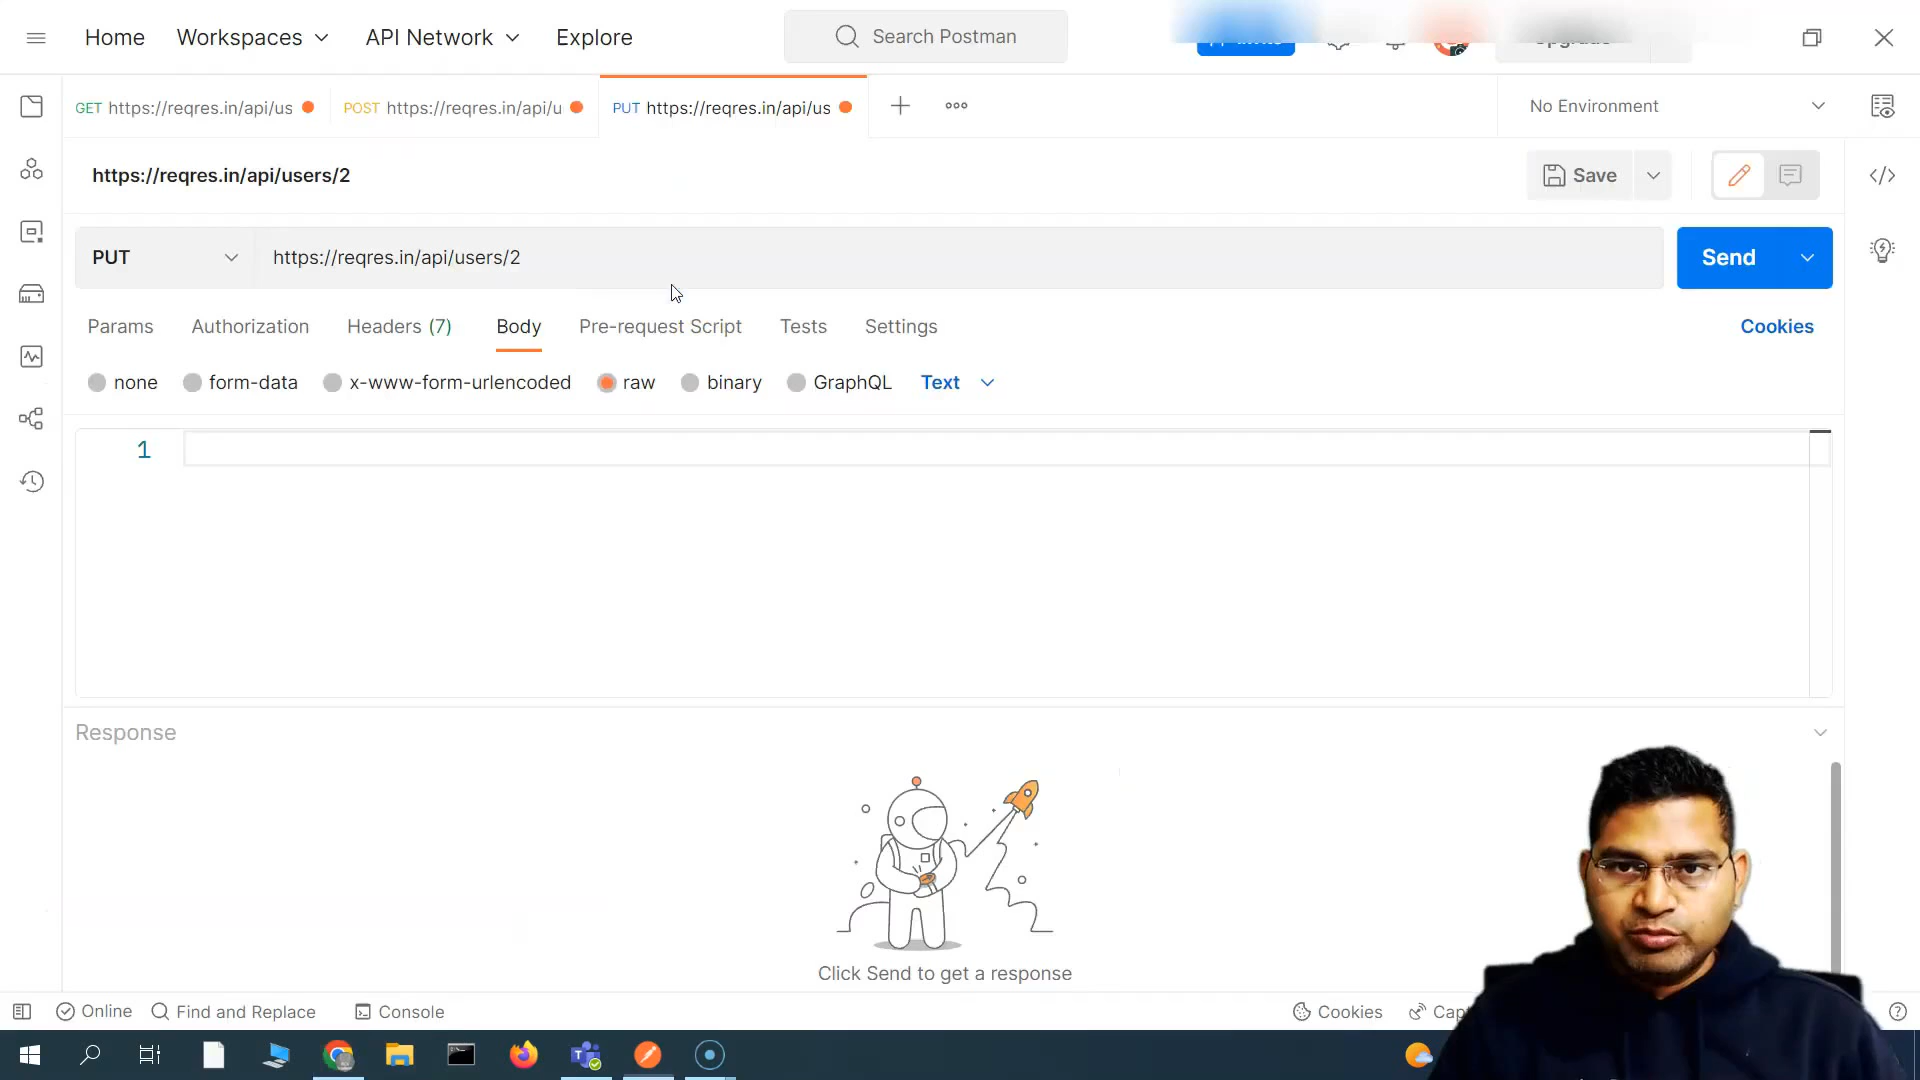 Home Workspaces API Network Explore Search Postman
GET https://reqres.in/api/us POST https://reqres.in/api/u PUT https://reqres.in/api/us No Environment
https://reqres.in/api/users/2 Save
PUT https://reqres.in/api/users/2 Send
Params Authorization Headers (7) Body Pre-request Script Tests Settings Cookies
none form-data x-www-form-urlencoded raw binary GraphQL Text
1
Response
Click Send to get a response
Online Find and Replace Console Cookies